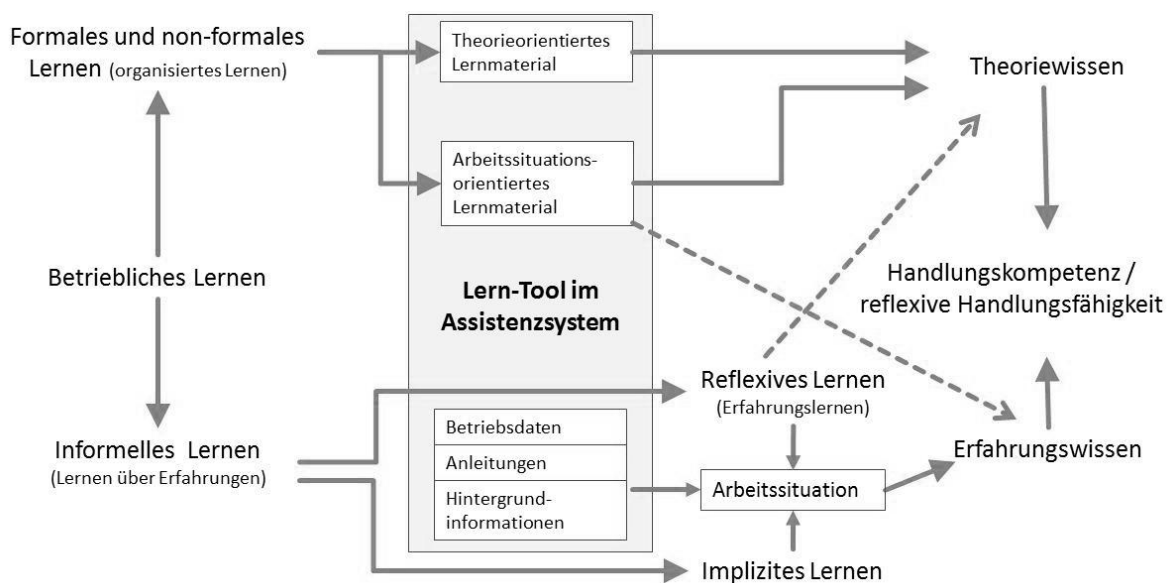 Formales und non-formales
Lernen (organisiertes Lernen)
Theorieorientiertes
Lernmaterial
Theoriewissen
Arbeitssituations-
orientiertes
Lernmaterial
Betriebliches Lernen
Lern-Tool im
Assistenzsystem
Handlungskompetenz /
reflexive Handlungsfähigkeit
Reflexives Lernen
(Erfahrungslernen)
Informelles Lernen
(Lernen über Erfahrungen)
Betriebsdaten
Anleitungen
Hintergrund-
informationen
Arbeitssituation
Erfahrungswissen
Implizites Lernen